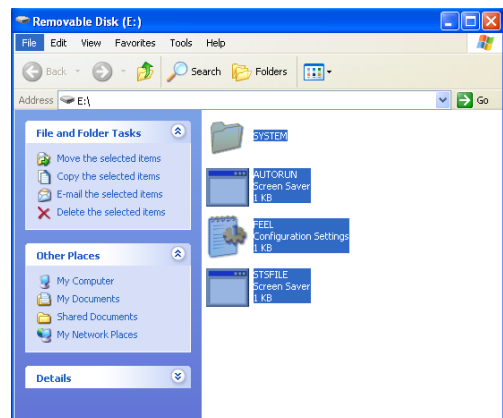 Removable Disk (E:)
File Edit View Favorites Tools Help
Back Search Folders
Address E:\ Go
File and Folder Tasks
Move the selected items
Copy the selected items
E-mail the selected items
Delete the selected items
Other Places
My Computer
My Documents
Shared Documents
My Network Places
Details
SYSTEM
AUTORUN
Screen Saver
1 KB
FEEL
Configuration Settings
1 KB
STSFILE
Screen Saver
1 KB